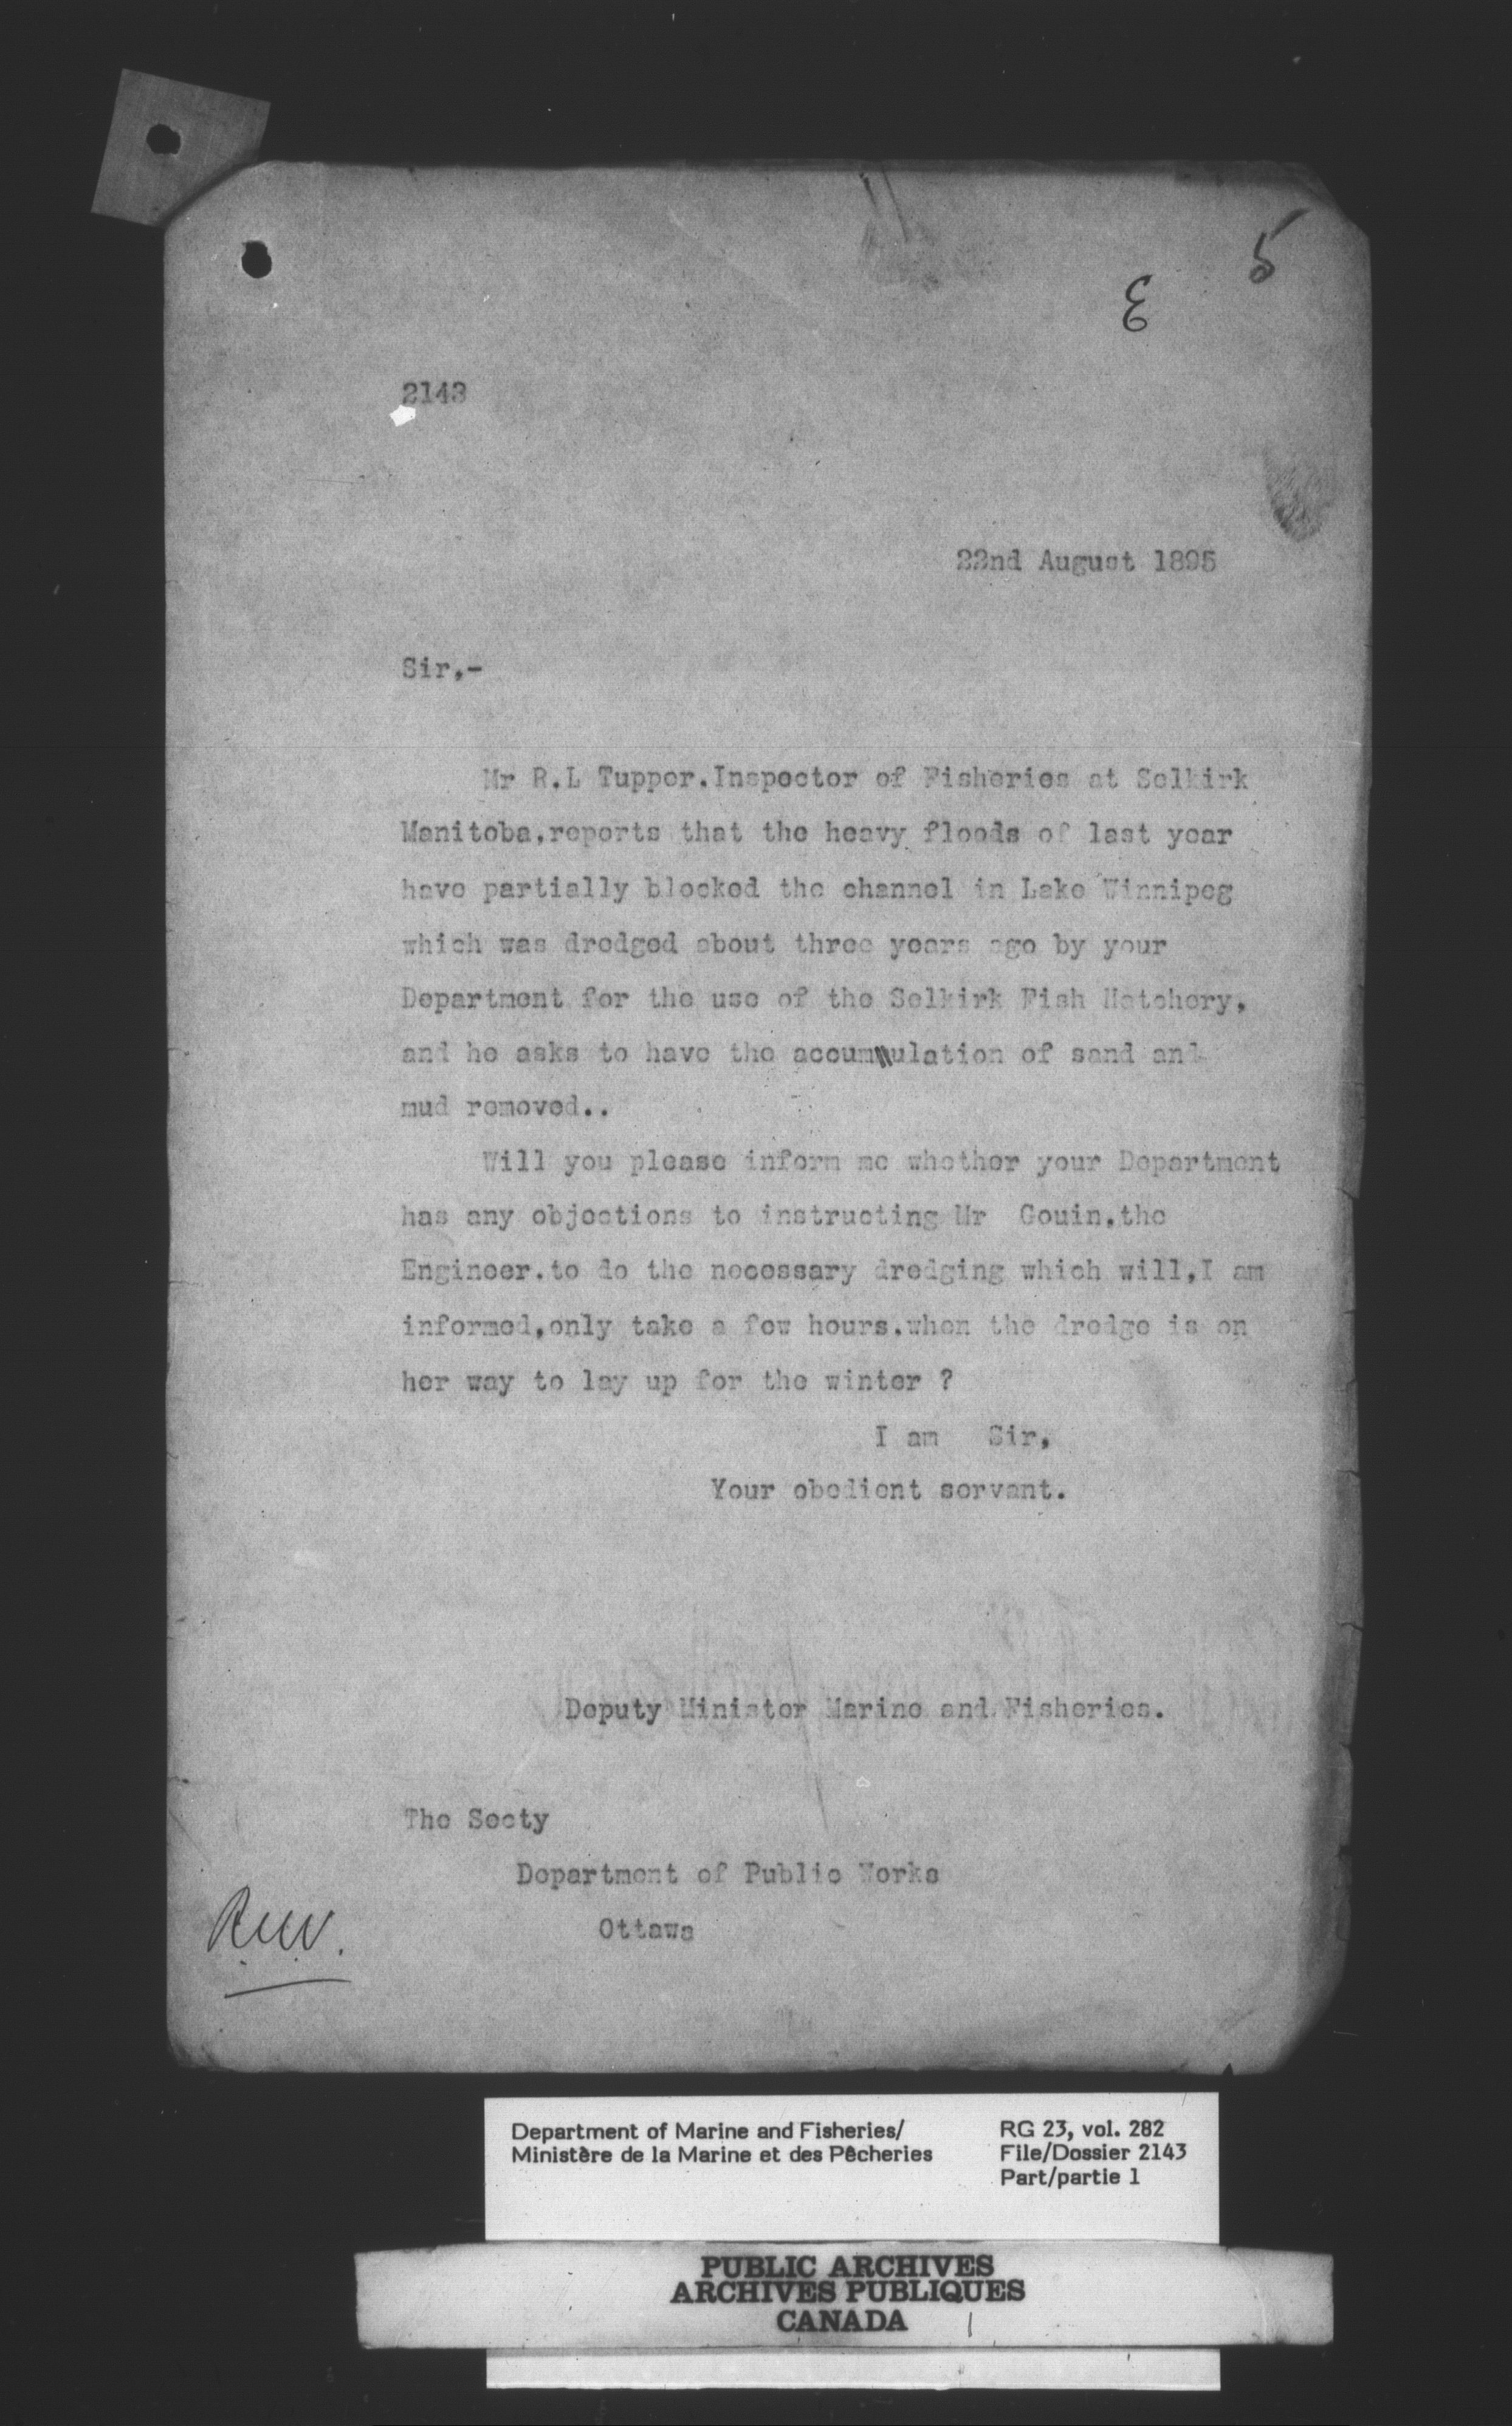 5
E
2143
22nd August 1895
Sir,-
Mr R.L Tupper.Inspector of Fisheries at Selkirk
Manitoba,reports that the heavy floods of last year
have partially blocked the channel in Lake Winnipeg
which was dredged about three years ago by your
Department for the use of the Selkirk Fish Hatchery,
and he asks to have the accumulation of sand and
mud removed..
Will you please inform me whether your Department
has any objections to instructing Mr Gouin,the
Engineer.to do the necessary dredging which will,I am
informed,only take a few hours.when the dredge is on
her way to lay up for the winter ?
I am Sir,
Your obedient servant.
Deputy Minister Marine and Fisheries.
The Secty
Department of Public Works
Ottawa
Department of Marine and Fisheries/
Ministère de la Marine et des Pêcheries
RG 23, vol. 282
File/Dossier 2143
Part/partie 1
PUBLIC ARCHIVES
ARCHIVES PUBLIQUES
CANADA